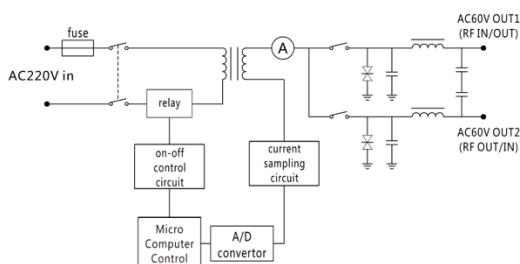 fuse
AC220V in
relay
on-off
control
circuit
Micro
Computer
Control
A/D
convertor
current
sampling
circuit
A
AC60V OUT1
(RF IN/OUT)
AC60V OUT2
(RF OUT/IN)